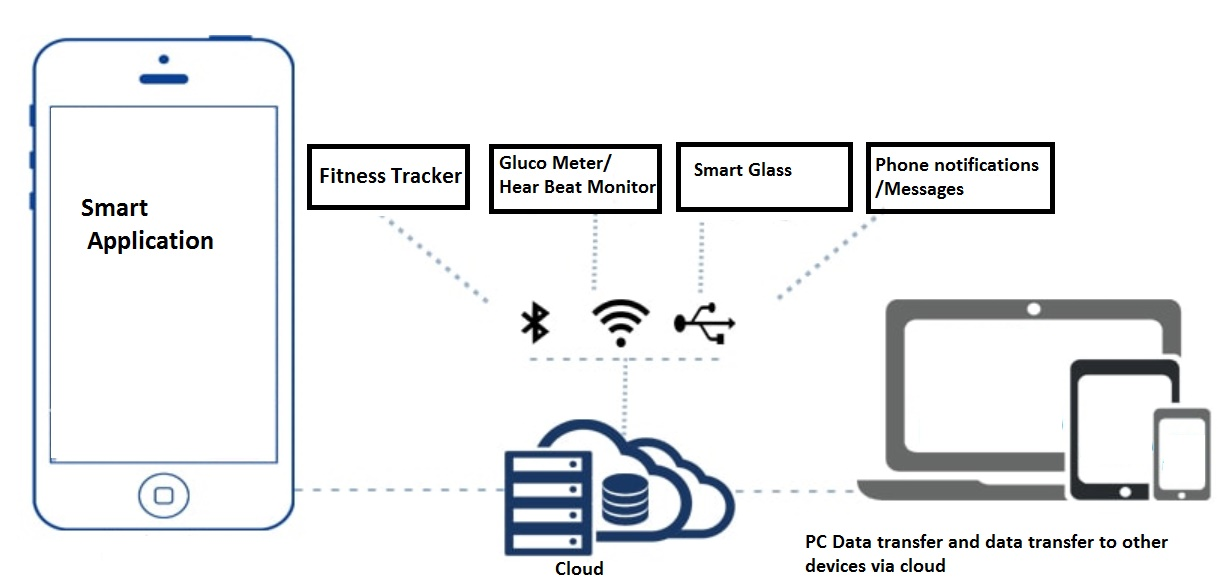 Smart
Application
Fitness Tracker
Gluco Meter/
Hear Beat Monitor
Smart Glass
Phone notifications
/Messages
Cloud
PC Data transfer and data transfer to other
devices via cloud